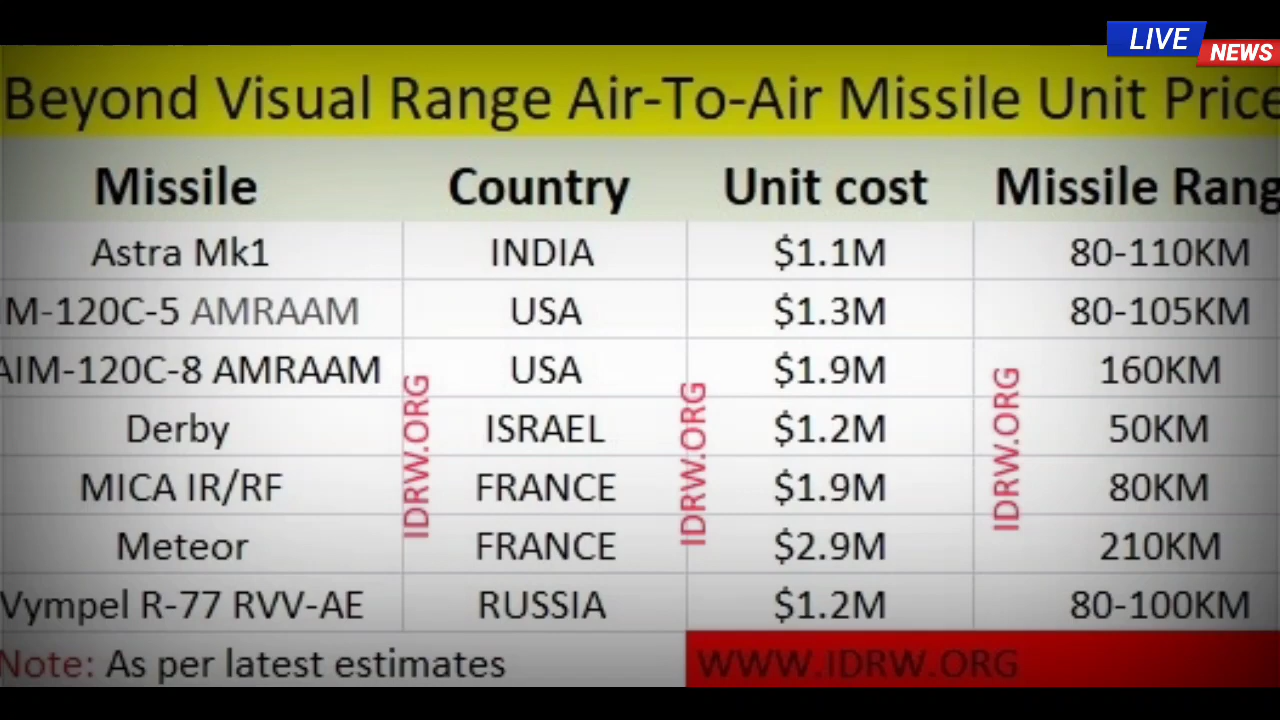 LIVE
NEWS
Beyond Visual Range Air-To-Air Missile Unit Price
Missile Country Unit cost Missile Rang
Astra Mk1 INDIA $1.1M 80-110KM
IM-120C-5 AMRAAM USA $1.3M 80-105KM
AIM-120C-8 AMRAAM USA $1.9M 160KM
Derby ISRAEL $1.2M 50KM
MICA IR/RF FRANCE $1.9M 80KM
Meteor FRANCE $2.9M 210KM
Vympel R-77 RVV-AE RUSSIA $1.2M 80-100KM
IDRW.ORG
IDRW.ORG
IDRW.ORG
Note: As per latest estimates WWW.IDRW.ORG